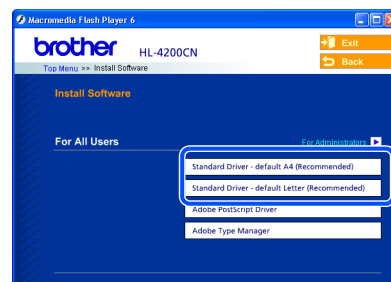 Macromedia Flash Player 6
brother HL-4200CN
Exit
Back
Top Menu >> Install Software
Install Software
For All Users
For Administrators
Standard Driver - default A4 (Recommended)
Standard Driver - default Letter (Recommended)
Adobe PostScript Driver
Adobe Type Manager